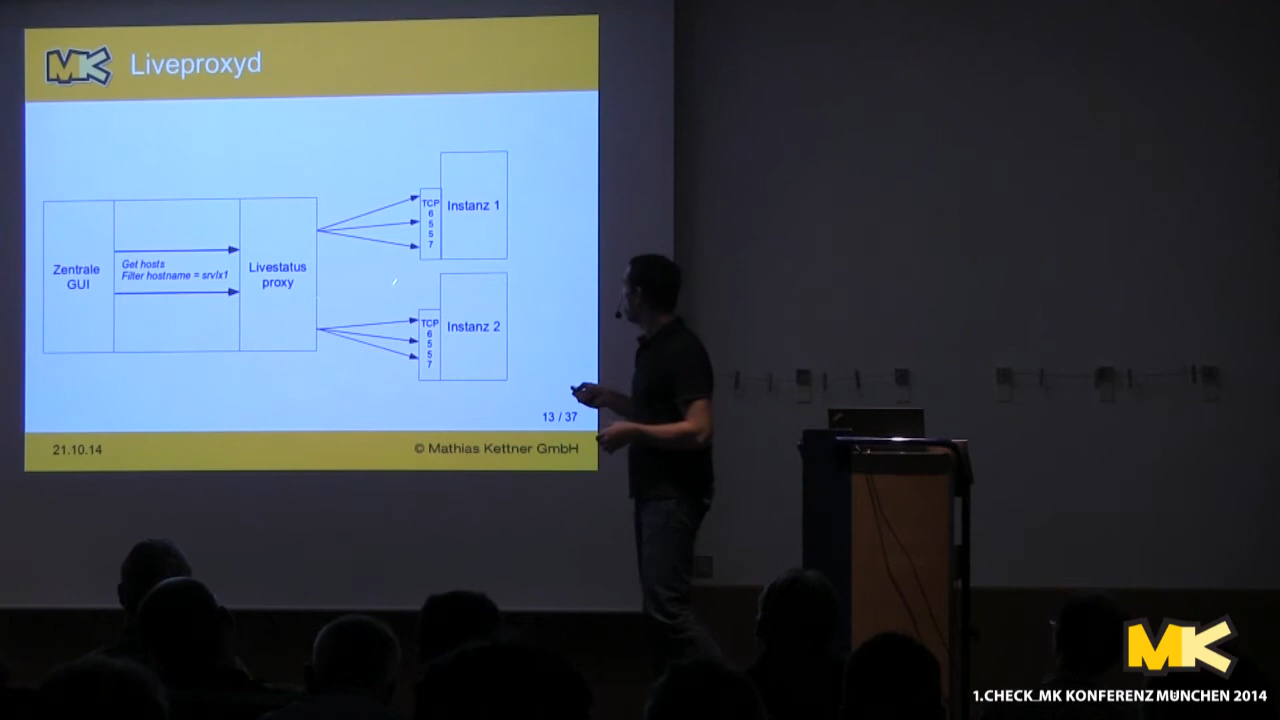 MK Liveproxyd
Zentrale
GUI
Get hosts
Filter hostname = srvlx1
Livestatus
proxy
TCP
6
5
5
7
Instanz 1
TCP
6
5
5
7
Instanz 2
13 / 37
21.10.14
© Mathias Kettner GmbH
MK
1.CHECK_MK KONFERENZ MÜNCHEN 2014